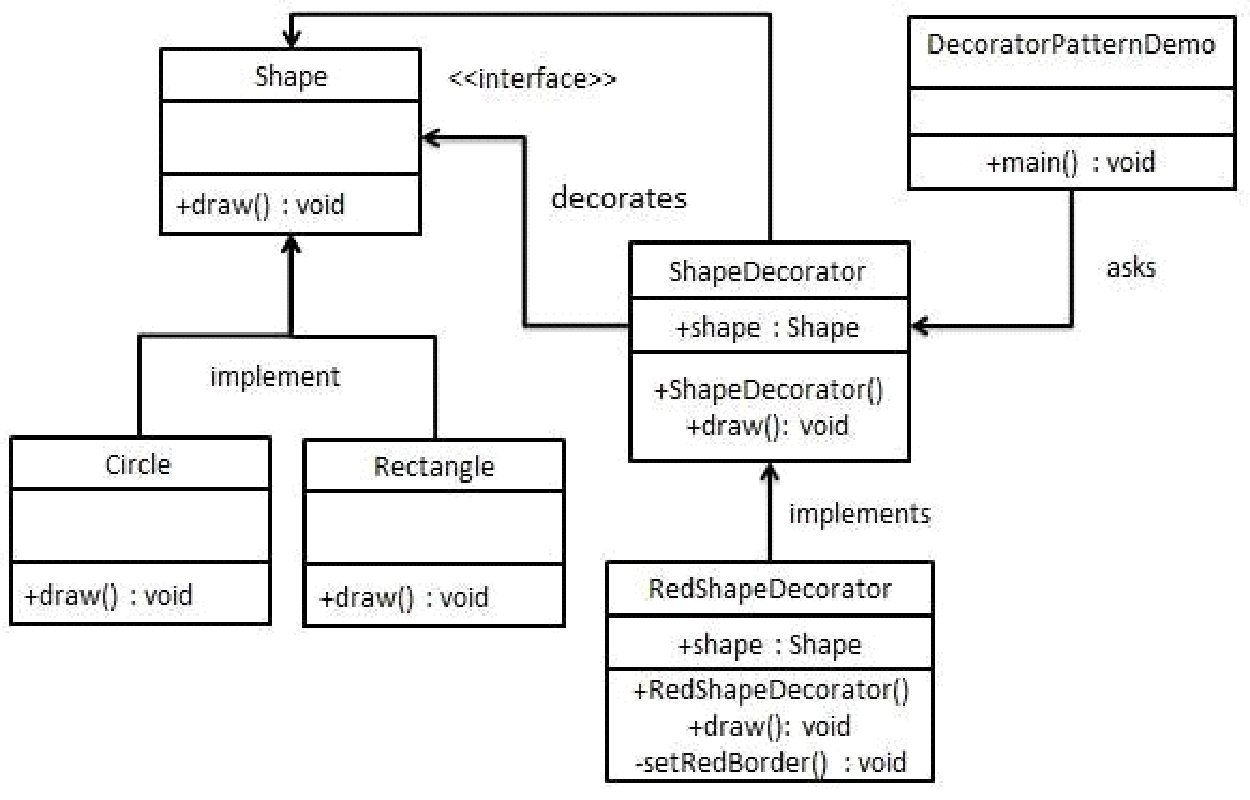 Shape
<<interface>>
+draw() : void
DecoratorPatternDemo
+main() : void
decorates
asks
ShapeDecorator
+shape : Shape
+ShapeDecorator()
+draw(): void
implement
Circle
+draw() : void
Rectangle
+draw() : void
implements
RedShapeDecorator
+shape : Shape
+RedShapeDecorator()
+draw(): void
-setRedBorder() : void